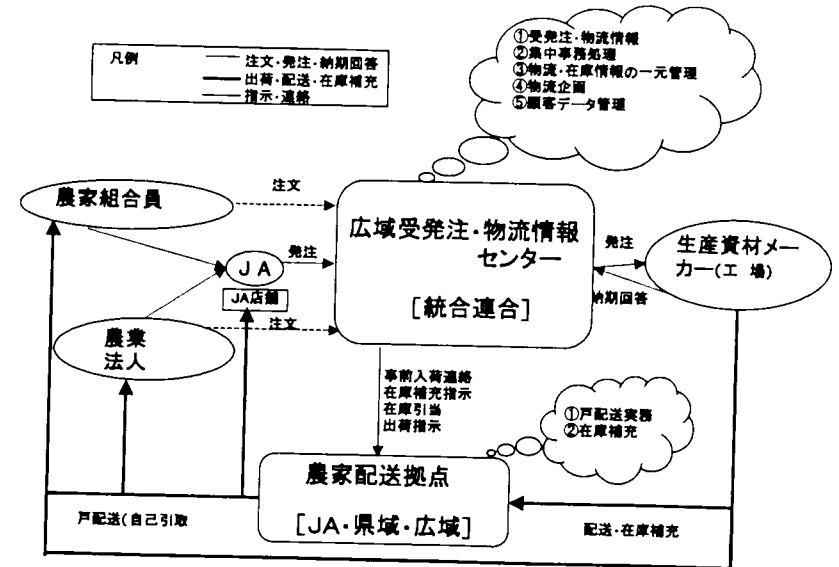 ①受発注・物流情報
②集中事務処理
③物流・在庫情報の一元管理
④物流企画
⑤顧客データ管理
凡例
注文・発注・納期回答
出荷・配送・在庫補充
指示・連絡
農家組合員
注文
広域受発注・物流情報
センター
[統合連合]
JA
発注
JA店舗
注文
農業
法人
発注
納期回答
生産資材メー
カー(工 場)
事前入荷連絡
在庫補充指示
在庫引当
出荷指示
①戸配送実務
②在庫補充
農家配送拠点
[JA・県域・広域]
戸配送(自己引取
配送・在庫補充